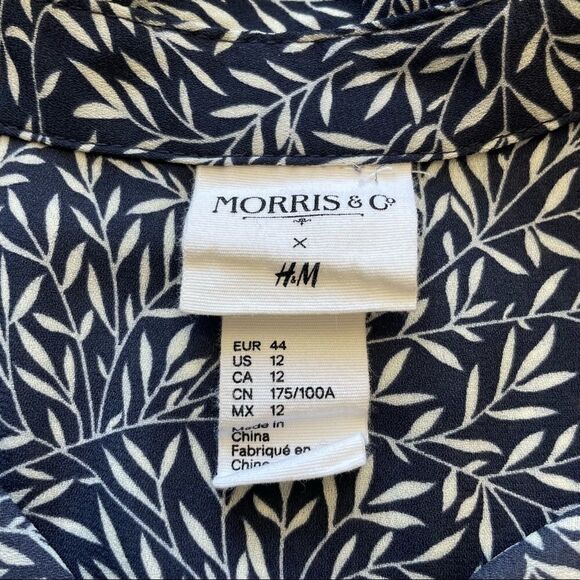 MORRIS & Co
×
H&M
EUR 44
US 12
CA 12
CN 175/100A
MX 12
Made in
China
Fabriqué en
Chine